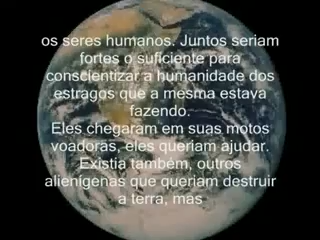 os seres humanos. Juntos seriam
fortes o suficiente para
conscientizar a humanidade dos
estragos que a mesma estava
fazendo.
Eles chegaram em suas motos
voadoras, eles queriam ajudar.
Existia também, outros
alienígenas que queriam destruir
a terra, mas